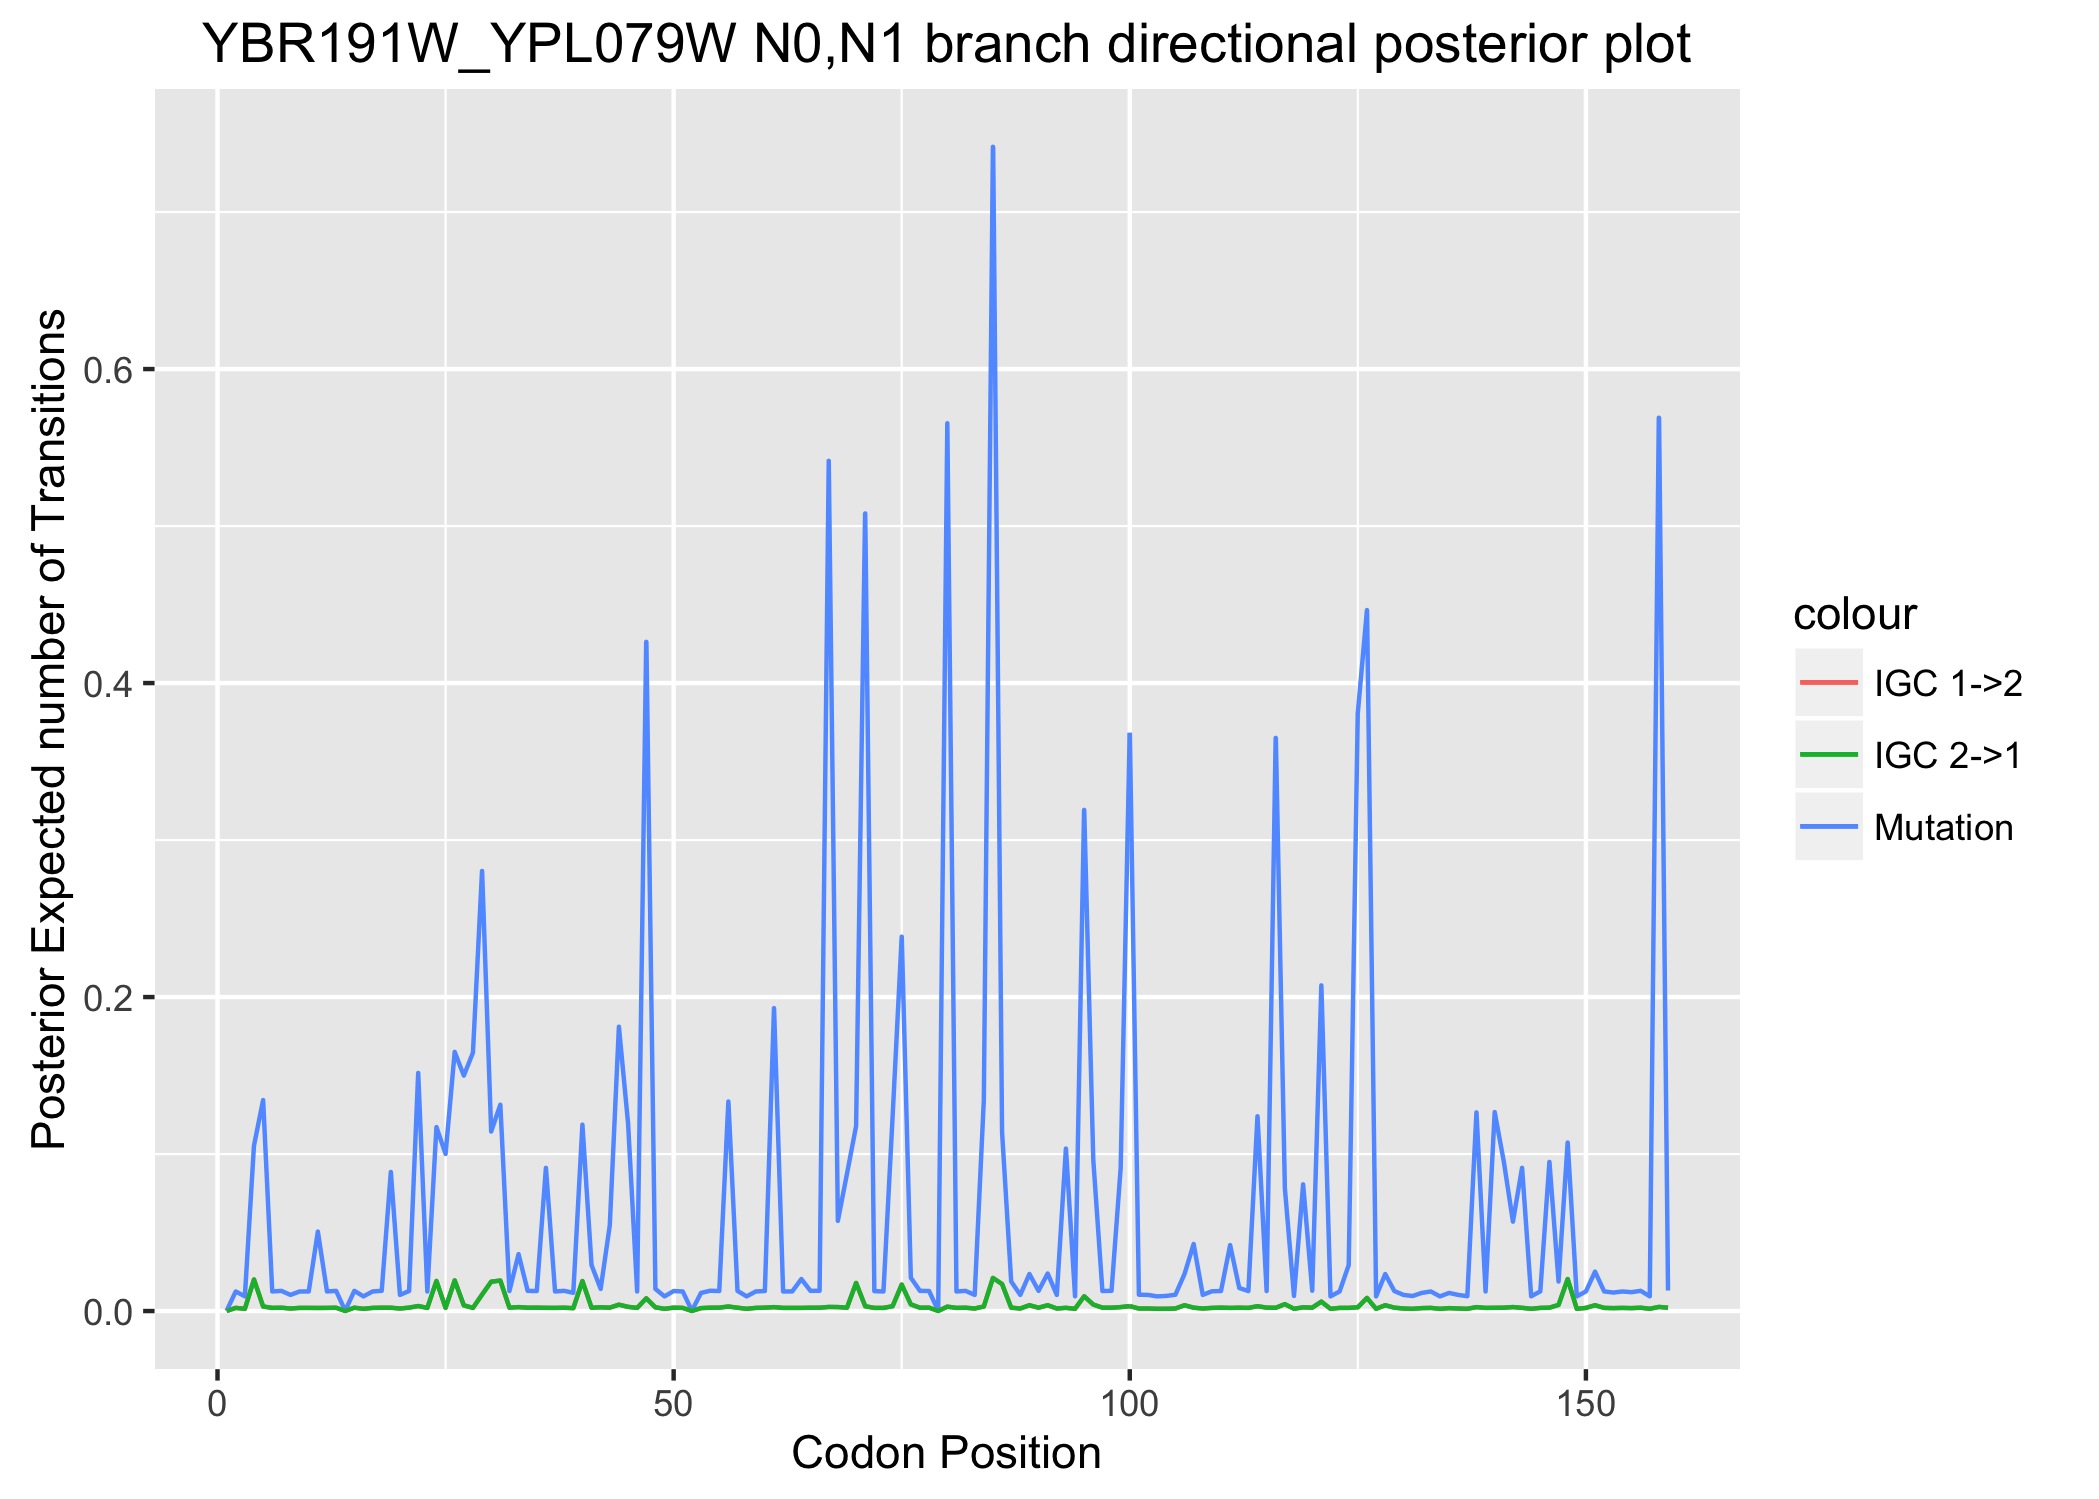 YBR191W_YPL079W N0,N1 branch directional posterior plot
Posterior Expected number of Transitions
0.6
0.4
0.2
0.0
0 50 100 150
Codon Position
colour
IGC 1->2
IGC 2->1
Mutation